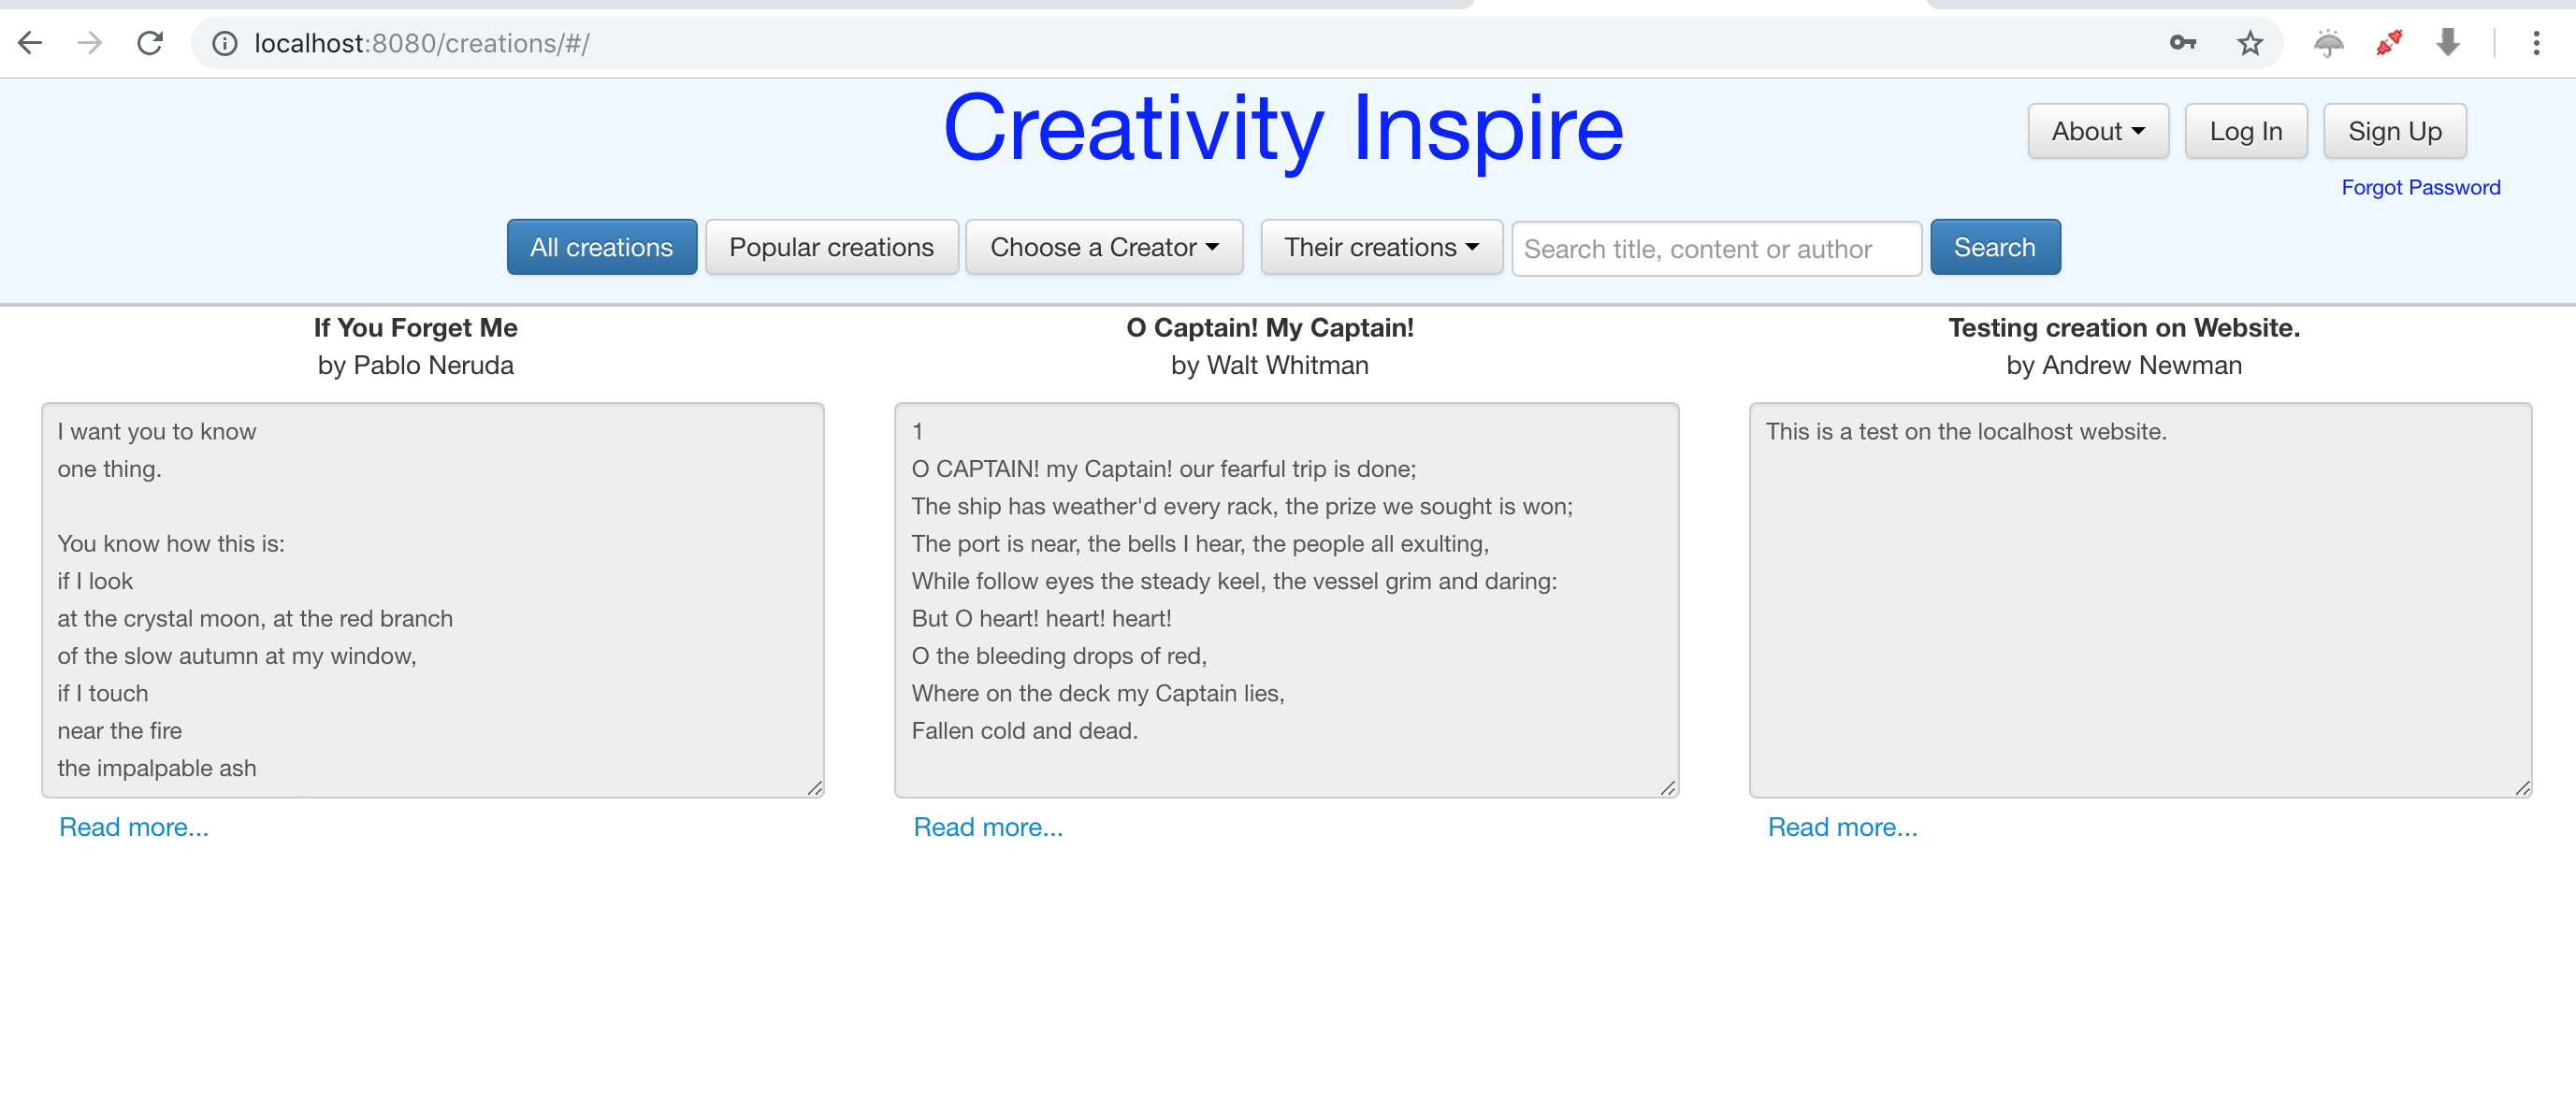 localhost:8080/creations/#/
Creativity Inspire
About Log In Sign Up
Forgot Password
All creations Popular creations Choose a Creator Their creations Search title, content or author Search
If You Forget Me
by Pablo Neruda
I want you to know
one thing.
You know how this is:
if I look
at the crystal moon, at the red branch
of the slow autumn at my window,
if I touch
near the fire
the impalpable ash
Read more...
O Captain! My Captain!
by Walt Whitman
1
O CAPTAIN! my Captain! our fearful trip is done;
The ship has weather'd every rack, the prize we sought is won;
The port is near, the bells I hear, the people all exulting,
While follow eyes the steady keel, the vessel grim and daring:
But O heart! heart! heart!
O the bleeding drops of red,
Where on the deck my Captain lies,
Fallen cold and dead.
Read more...
Testing creation on Website.
by Andrew Newman
This is a test on the localhost website.
Read more...